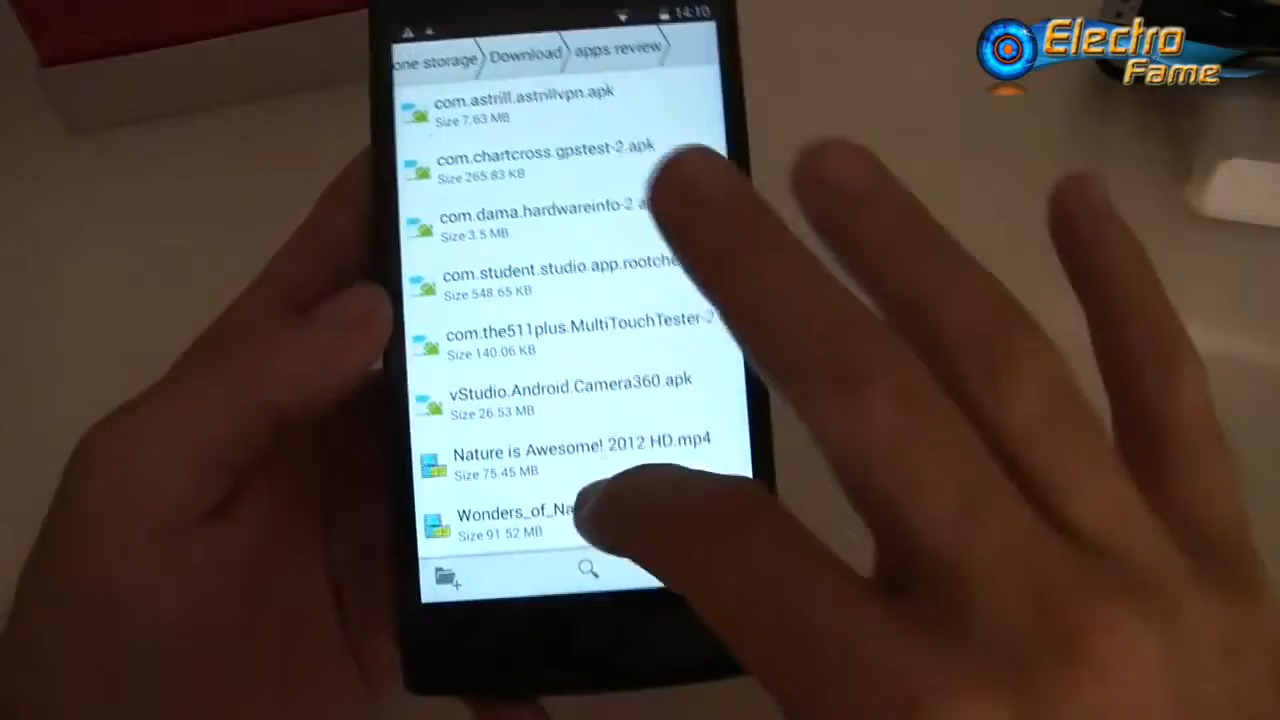 14:10
one storage
Download
apps review
com.astrill.astrillvpn.apk
Size 7.63 MB
com.chartcross.gpstest-2.apk
Size 265.83 KB
com.dama.hardwareinfo-2
Size 3.5 MB
com.student.studio.app.rootche
Size 548.65 KB
com.the511plus.MultiTouchTester-2
Size 140.06 KB
vStudio.Android.Camera360.apk
Size 26.53 MB
Nature is Awesome! 2012 HD.mp4
Size 75.45 MB
Wonders_of_Na
Size 91.52 MB
Electro
Fame